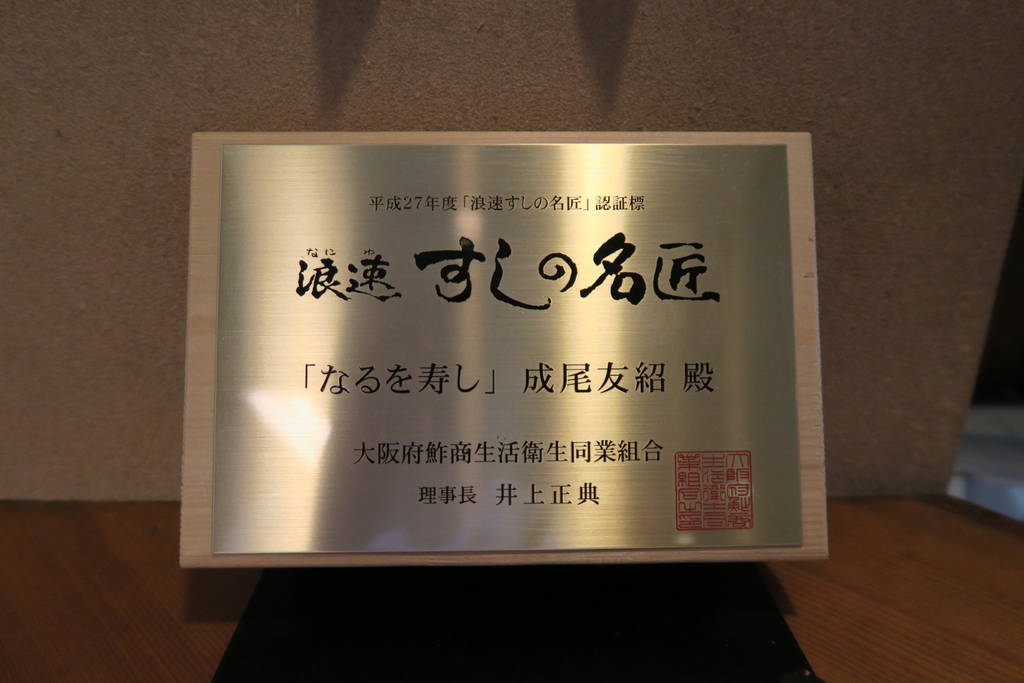 平成27年度「浪速すしの名匠」認証標
なにわ
浪速 すしの名匠
「なるを寿し」 成尾友紹 殿
大阪府鮓商生活衛生同業組合
理事長 井上正典